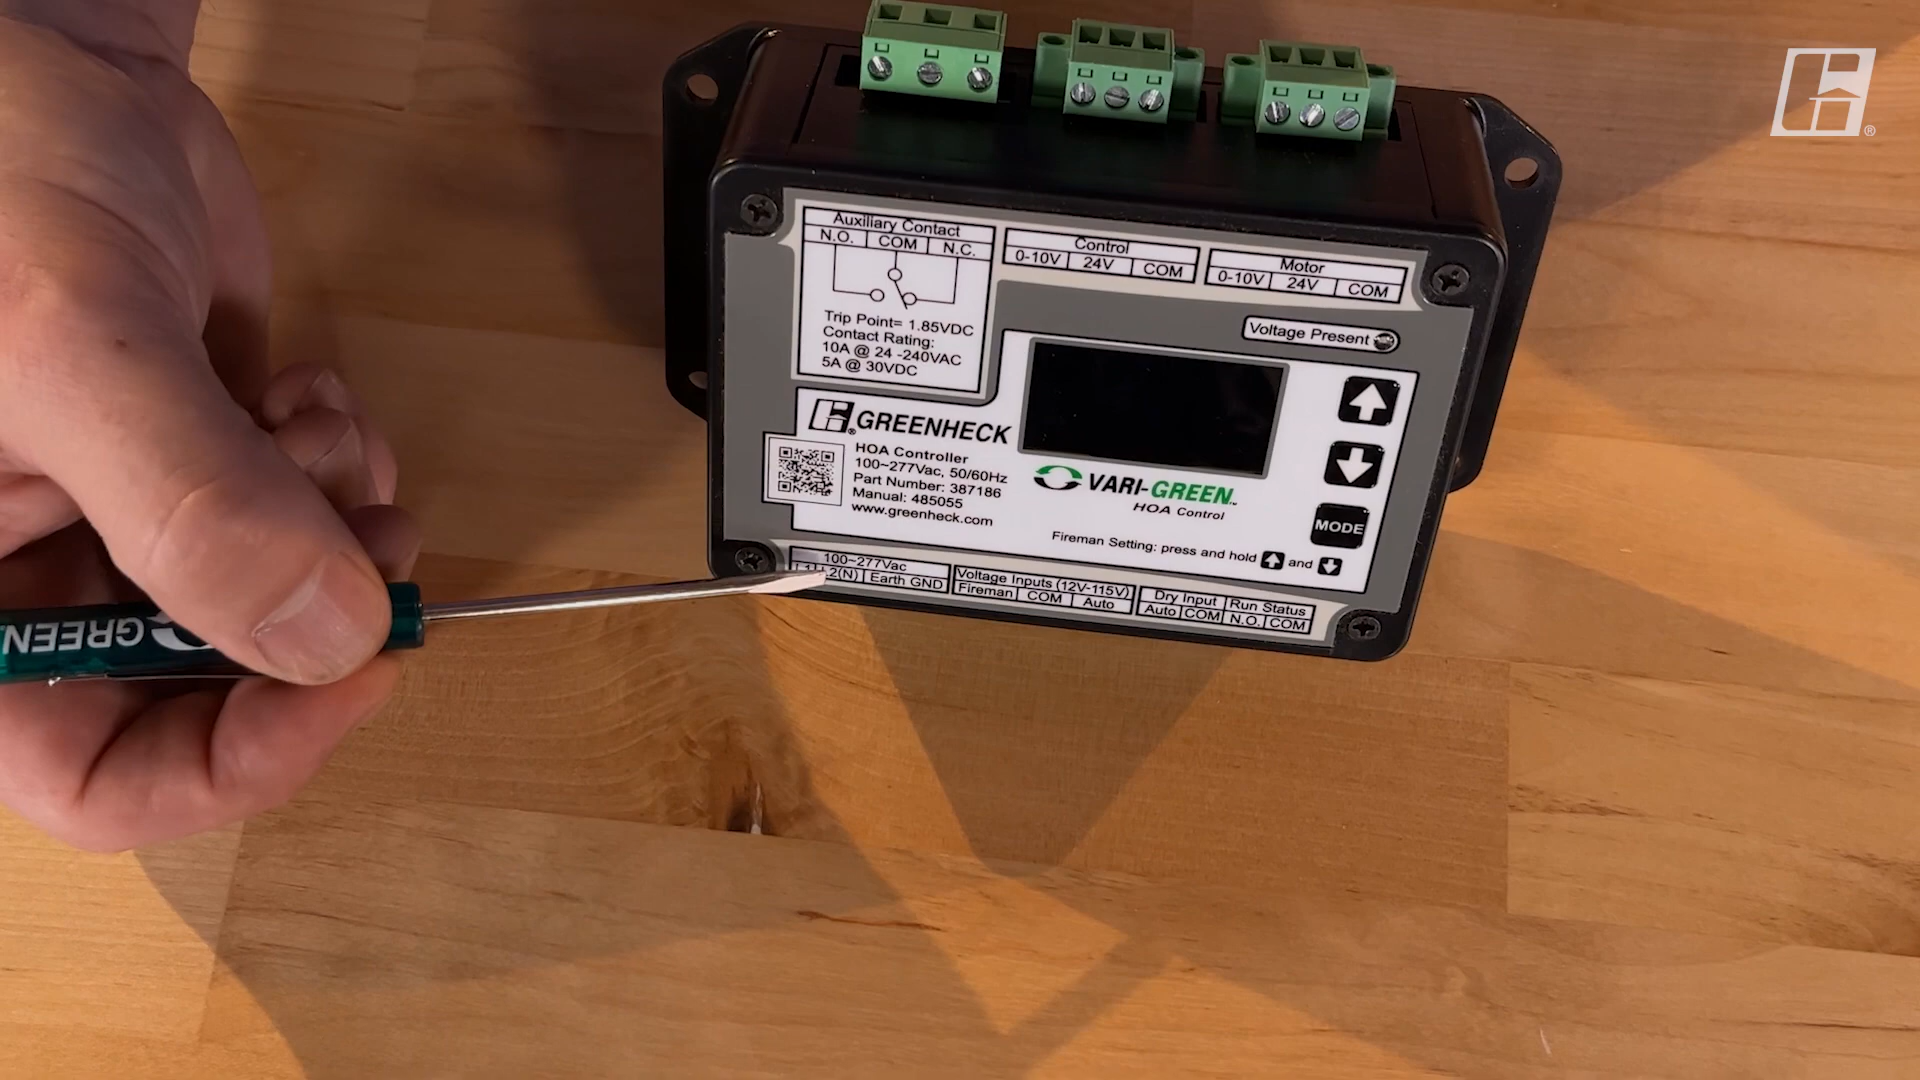 Auxiliary Contact
N.O. COM N.C.
Trip Point= 1.85VDC
Contact Rating:
10A @ 24 -240VAC
5A @ 30VDC
Control
0-10V 24V COM
Motor
0-10V 24V COM
Voltage Present
GREENHECK
HOA Controller
100~277Vac, 50/60Hz
Part Number: 387186
Manual: 485055
www.greenheck.com
VARI-GREEN™
HOA Control
MODE
Fireman Setting: press and hold and
100~277Vac
L1 L2(N) Earth GND
Voltage Inputs (12V-115V)
Fireman COM Auto
Dry Input Run Status
Auto COM N.O. COM
GREEN
®